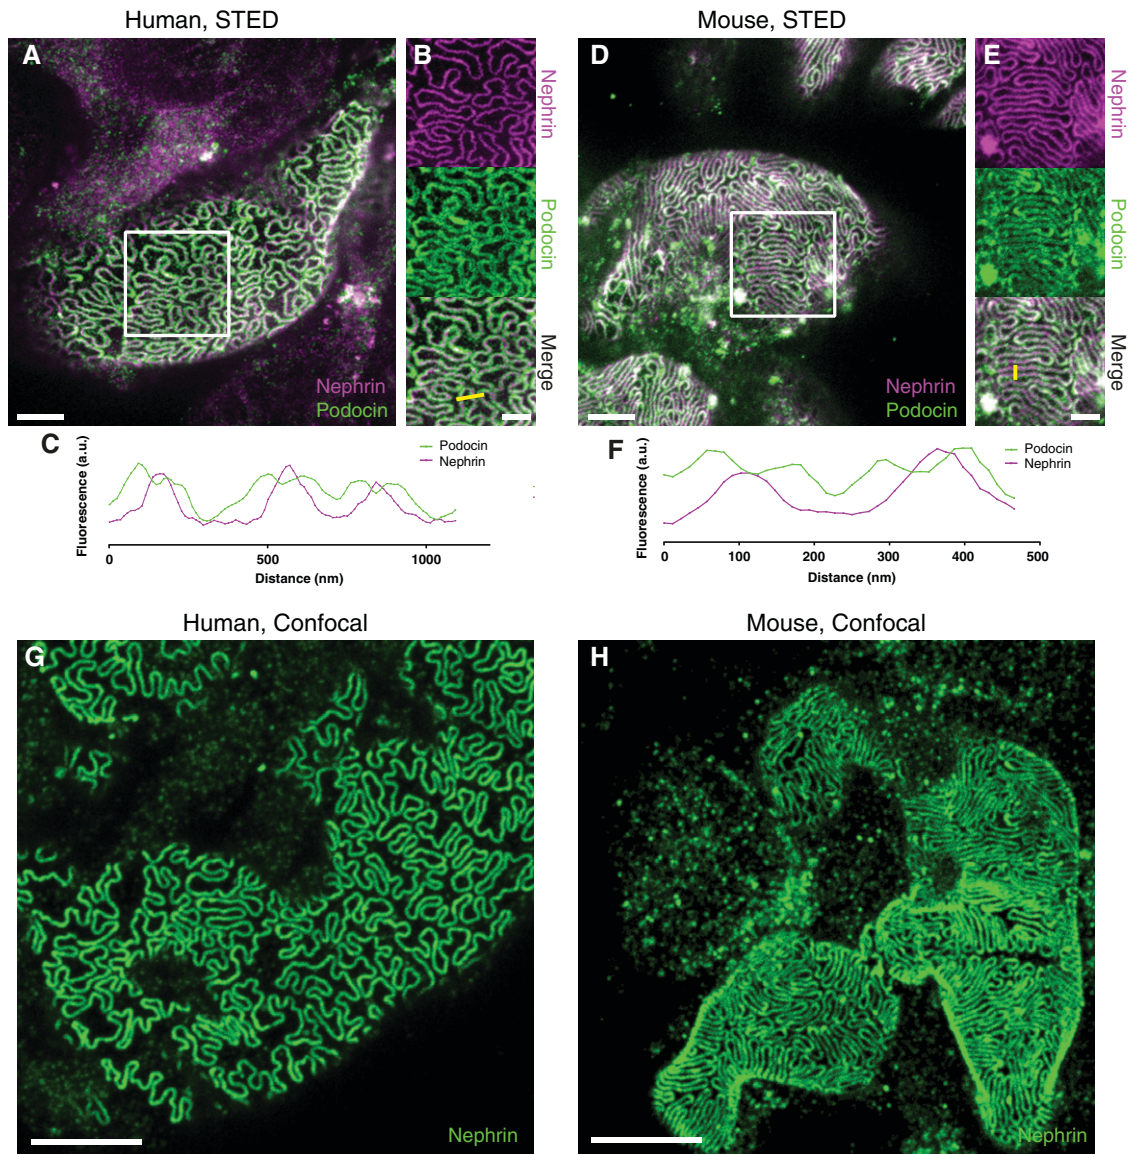 Human, STED
Mouse, STED
A
Nephrin
Podocin
B
Nephrin
Podocin
Merge
D
Nephrin
Podocin
E
Nephrin
Podocin
Merge
C
Fluorescence (a.u.)
Podocin
Nephrin
0
500
1000
Distance (nm)
F
Fluorescence (a.u.)
Podocin
Nephrin
0
100
200
300
400
500
Distance (nm)
Human, Confocal
Mouse, Confocal
G
Nephrin
H
Nephrin